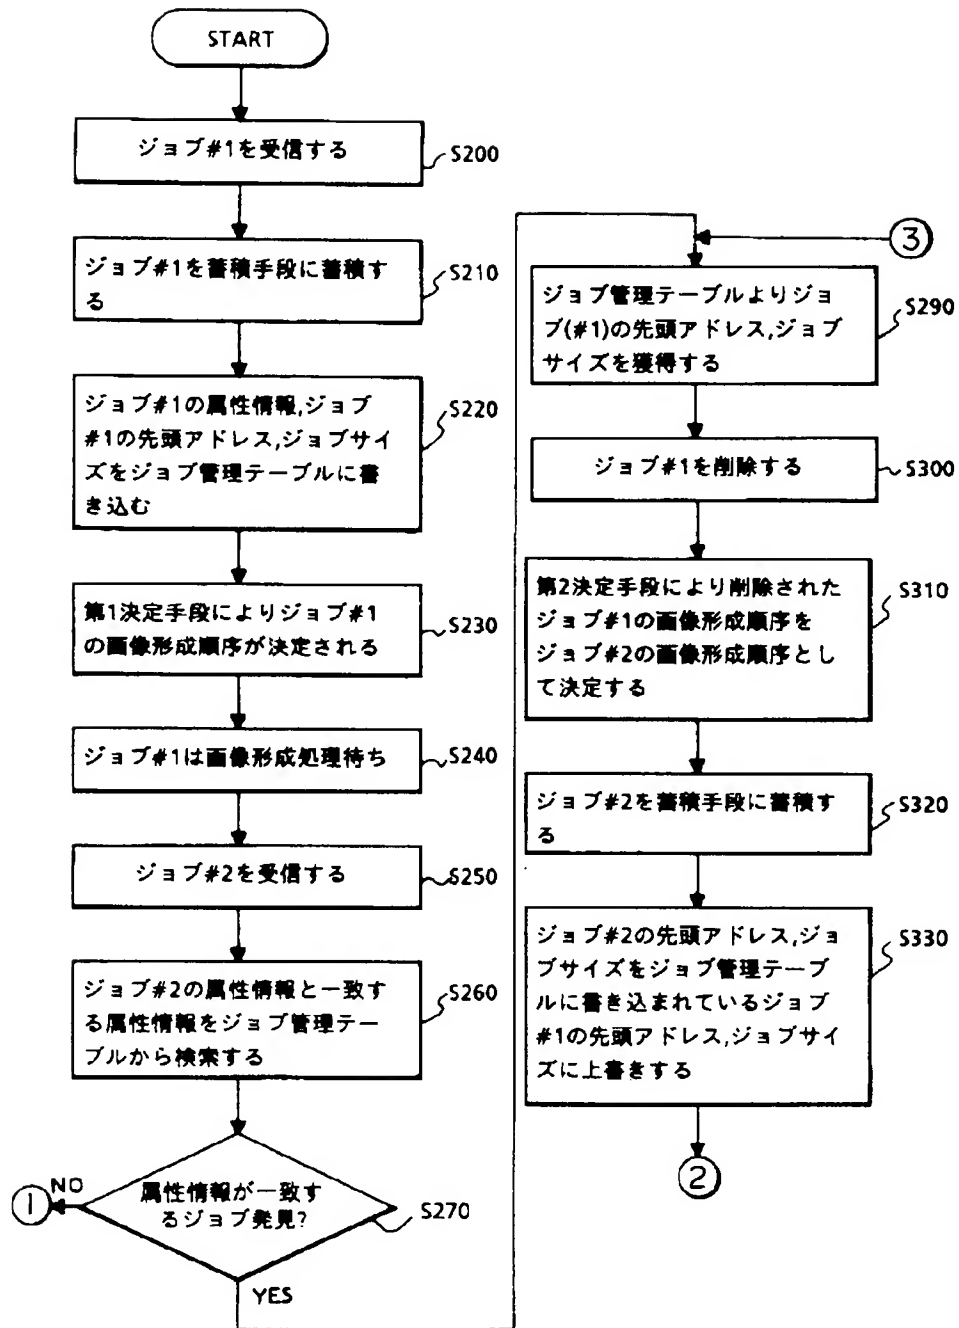 START
ジョブ#1を受信する
S200
ジョブ#1を蓄積手段に蓄積す
る
S210
ジョブ#1の属性情報,ジョブ
#1の先頭アドレス,ジョブサイ
ズをジョブ管理テーブルに書
き込む
S220
第1決定手段によりジョブ#1
の画像形成順序が決定される
S230
ジョブ#1は画像形成処理待ち
S240
ジョブ#2を受信する
S250
ジョブ#2の属性情報と一致す
る属性情報をジョブ管理テー
ブルから検索する
S260
属性情報が一致す
るジョブ発見?
S270
NO
1
YES
3
ジョブ管理テーブルよりジョ
ブ(#1)の先頭アドレス,ジョブ
サイズを獲得する
S290
ジョブ#1を削除する
S300
第2決定手段により削除された
ジョブ#1の画像形成順序を
ジョブ#2の画像形成順序とし
て決定する
S310
ジョブ#2を蓄積手段に蓄積す
る
S320
ジョブ#2の先頭アドレス,ジョ
ブサイズをジョブ管理テーブ
ルに書き込まれているジョブ
#1の先頭アドレス,ジョブサイ
ズに上書きする
S330
2